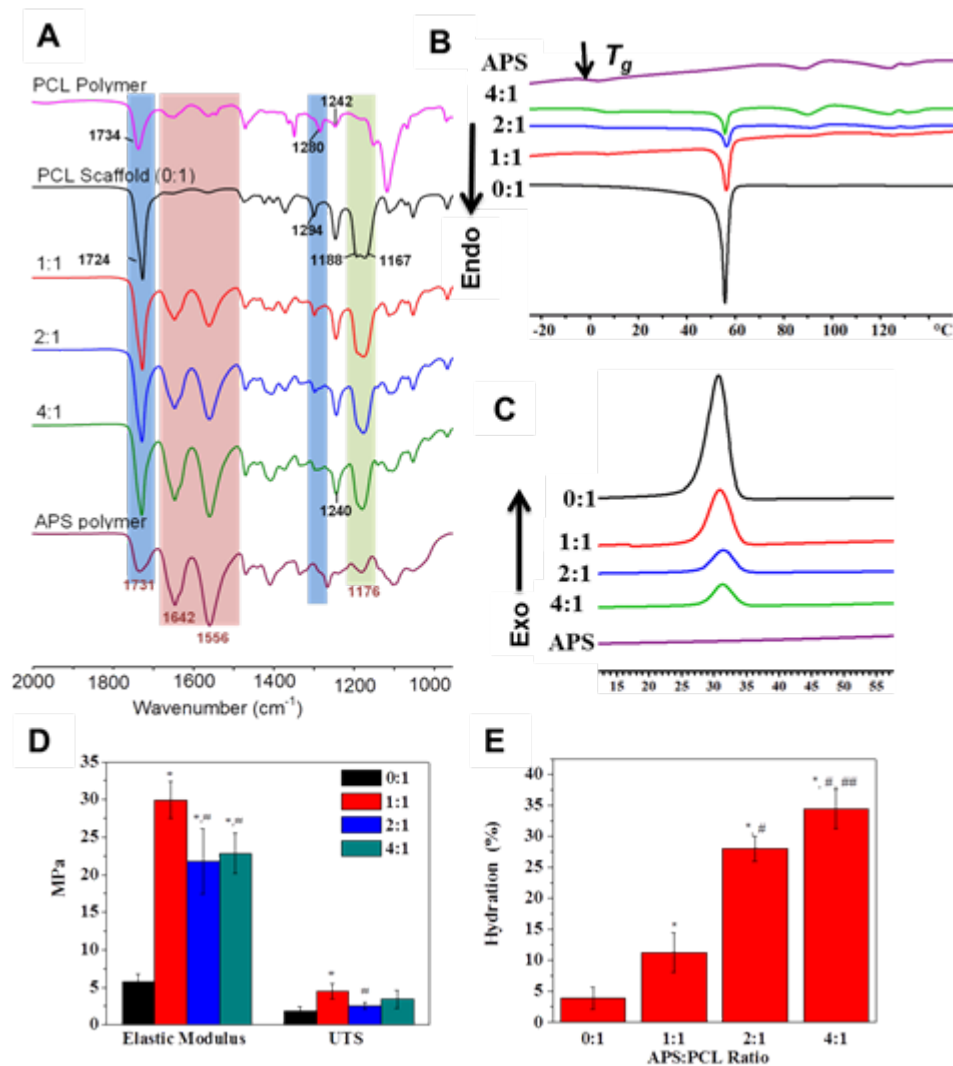 A
PCL Polymer
1734
1280
1242
PCL Scaffold (0:1)
1724
1294
1188
1167
1:1
2:1
4:1
1240
APS polymer
1731
1642
1556
1176
2000 1800 1600 1400 1200 1000
Wavenumber (cm⁻¹)
B
APS
4:1
2:1
1:1
0:1
Tg
Endo
-20 0 20 40 60 80 100 120 °C
C
0:1
1:1
2:1
4:1
APS
Exo
15 20 25 30 35 40 45 50 55
D
MPa
35
30
25
20
15
10
5
0
0:1
1:1
2:1
4:1
*
*,#
*,#
*
#
Elastic Modulus UTS
E
Hydration (%)
40
35
30
25
20
15
10
5
0
*
*, #
*, #, ##
0:1 1:1 2:1 4:1
APS:PCL Ratio